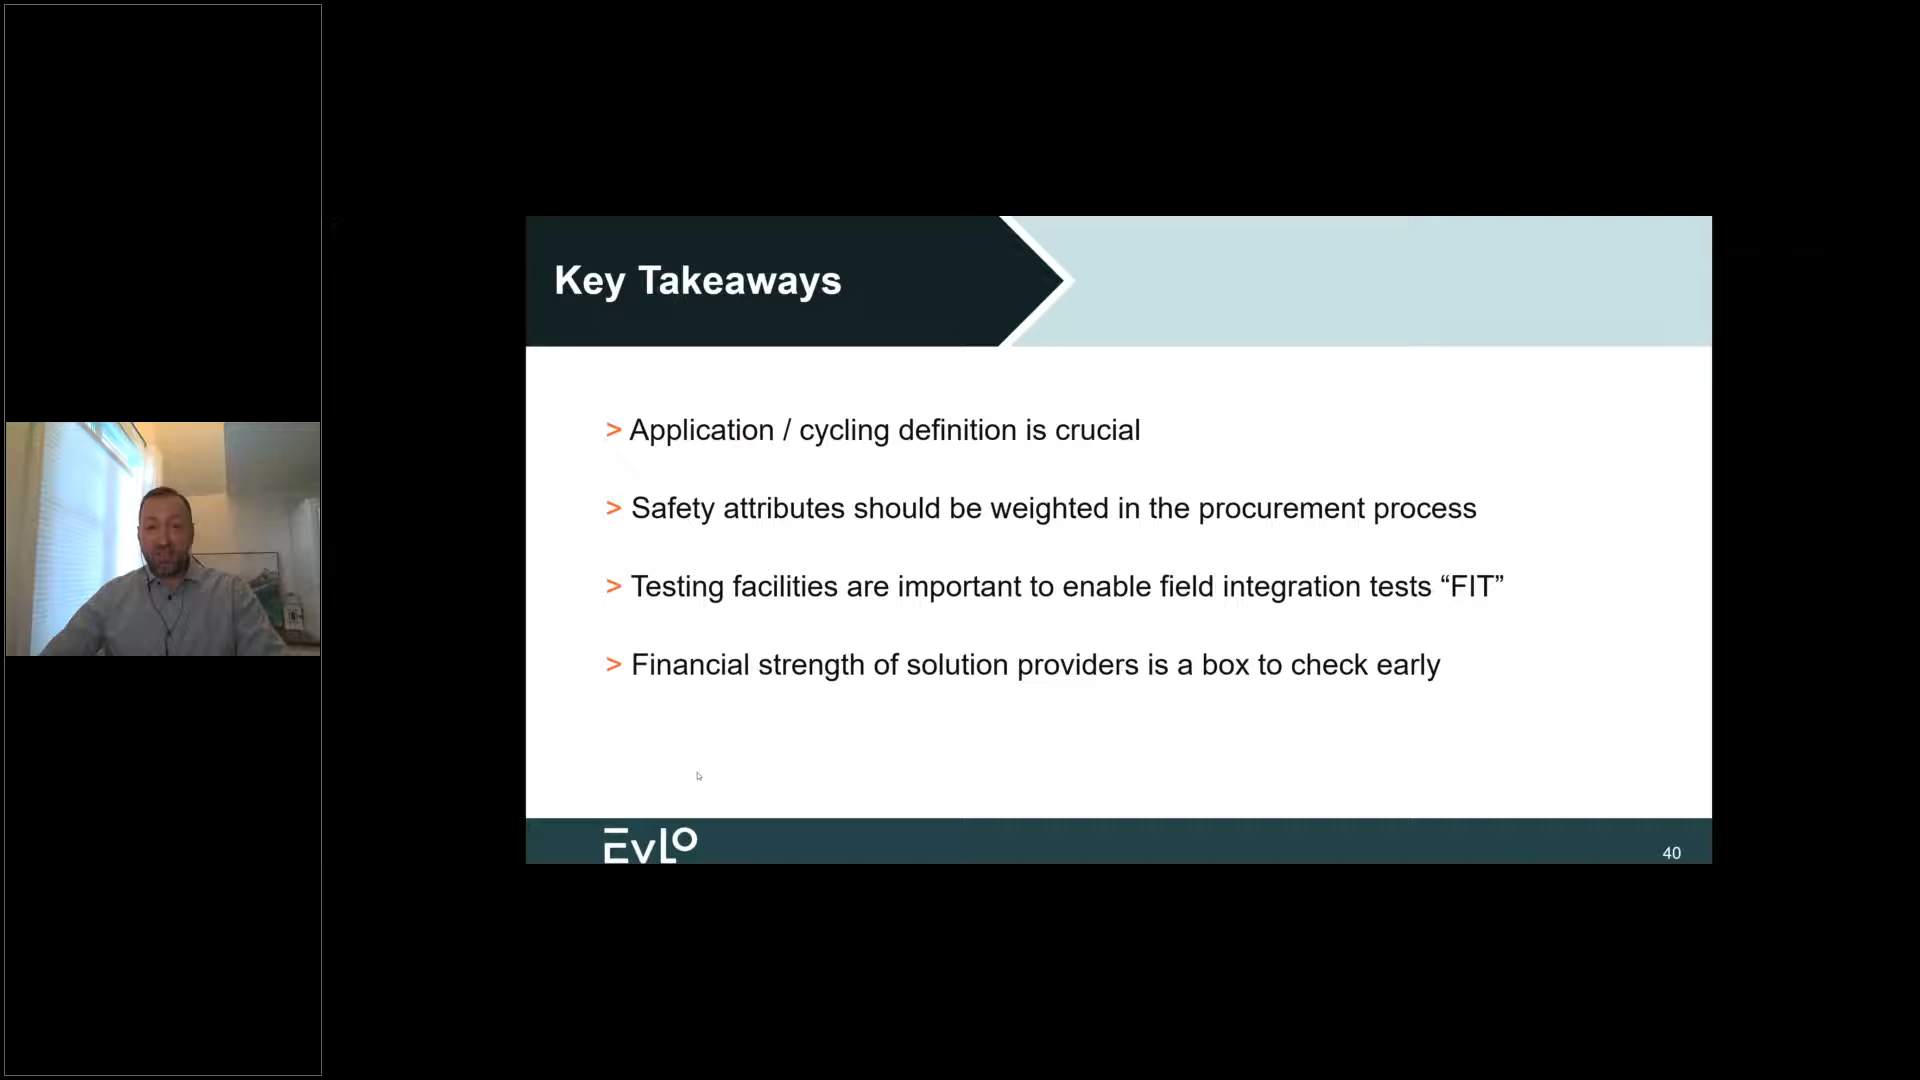 Key Takeaways
> Application / cycling definition is crucial
> Safety attributes should be weighted in the procurement process
> Testing facilities are important to enable field integration tests “FIT”
> Financial strength of solution providers is a box to check early
EVLO
40